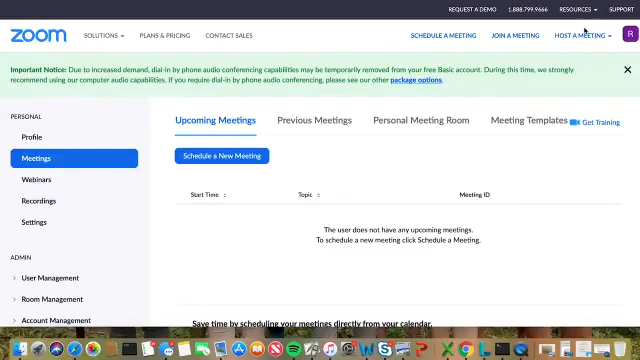 REQUEST A DEMO 1.888.799.9666 RESOURCES SUPPORT
zoom SOLUTIONS PLANS & PRICING CONTACT SALES SCHEDULE A MEETING JOIN A MEETING HOST A MEETING R
Important Notice: Due to increased demand, dial-in by phone audio conferencing capabilities may be temporarily removed from your free Basic account. During this time, we strongly
recommend using our computer audio capabilities. If you require dial-in by phone audio conferencing, please see our other package options.
PERSONAL
Profile
Meetings
Webinars
Recordings
Settings
ADMIN
User Management
Room Management
Account Management
Upcoming Meetings Previous Meetings Personal Meeting Room Meeting Templates Get Training
Schedule a New Meeting
Start Time Topic Meeting ID
The user does not have any upcoming meetings.
To schedule a new meeting click Schedule a Meeting.
Save time by scheduling your meetings directly from your calendar.